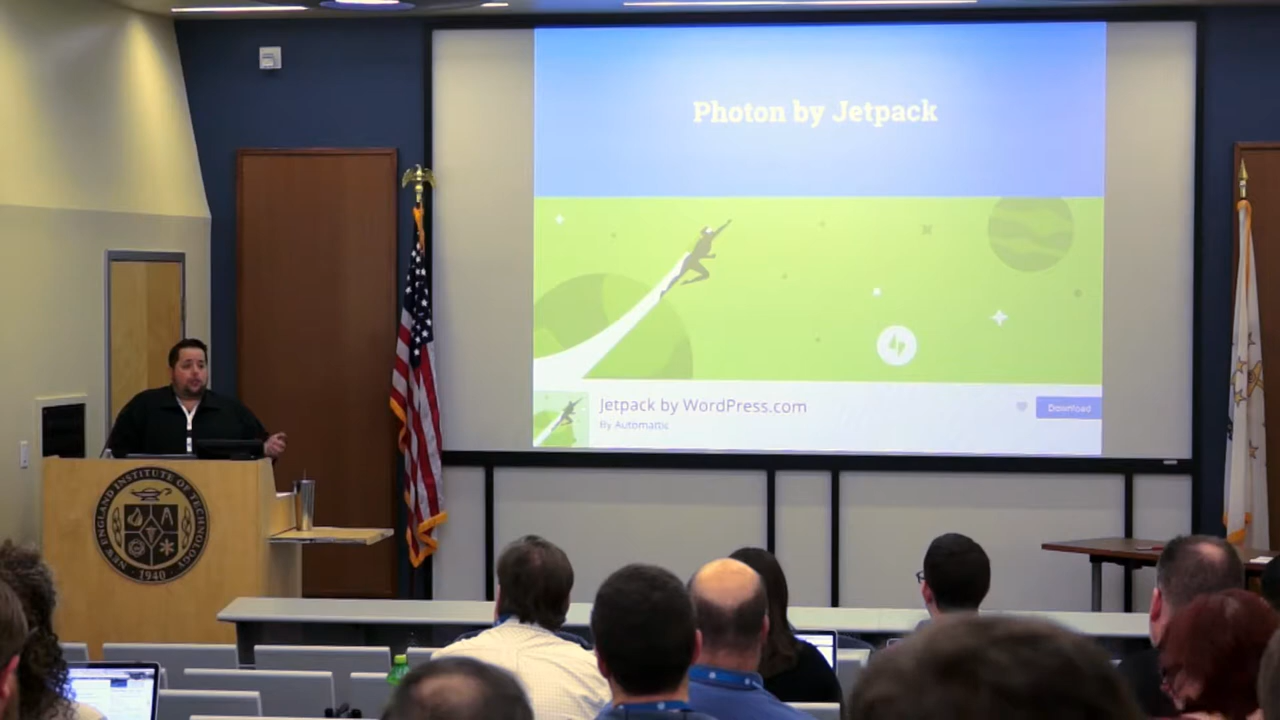 Photon by Jetpack
Jetpack by WordPress.com
By Automattic
Download
NEW ENGLAND INSTITUTE OF TECHNOLOGY
1940